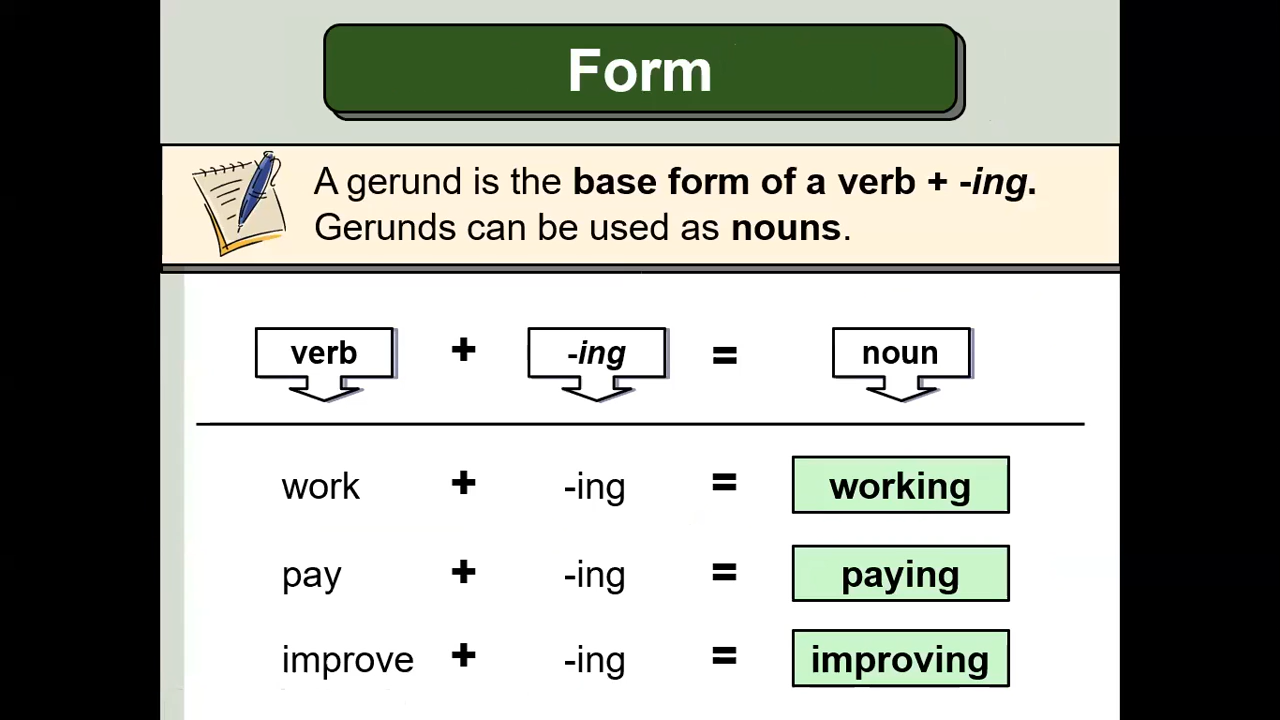 Form
A gerund is the base form of a verb + -ing.
Gerunds can be used as nouns.
verb + -ing = noun
work + -ing = working
pay + -ing = paying
improve + -ing = improving